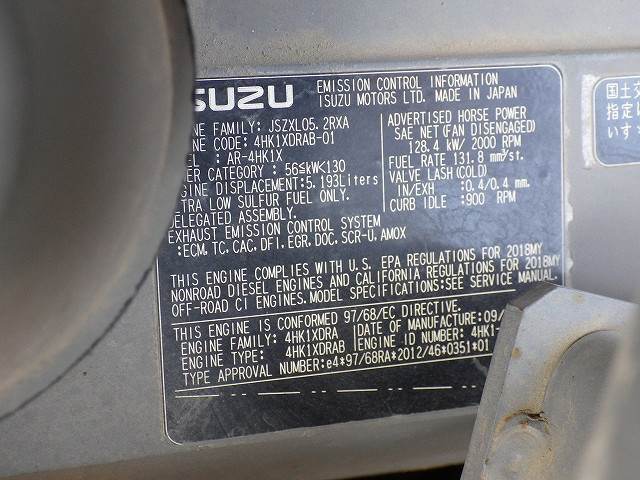 SUZU
EMISSION CONTROL INFORMATION
ISUZU MOTORS LTD. MADE IN JAPAN
NE FAMILY: JSZXL05.2RXA
NE CODE: 4HK1XDRAB-01
EL : AR-4HK1X
ER CATEGORY : 56≦kW<130
GINE DISPLACEMENT:5.193Liters
TRA LOW SULFUR FUEL ONLY.
DELEGATED ASSEMBLY.
EXHAUST EMISSION CONTROL SYSTEM
:ECM, TC, CAC, DFI, EGR, DOC, SCR-U, AMOX
ADVERTISED HORSE POWER
SAE NET(FAN DISENGAGED)
128.4 kW/ 2000 RPM
FUEL RATE 131.8 mm³/st.
VALVE LASH(COLD)
IN/EXH :0.4/0.4 mm.
CURB IDLE :900 RPM
THIS ENGINE COMPLIES WITH U.S. EPA REGULATIONS FOR 2018MY
NONROAD DIESEL ENGINES AND CALIFORNIA REGULATIONS FOR 2018MY
OFF-ROAD CI ENGINES. MODEL SPECIFICATIONS:SEE SERVICE MANUAL.
THIS ENGINE IS CONFORMED 97/68/EC DIRECTIVE.
ENGINE FAMILY: 4HK1XDRA
DATE OF MANUFACTURE:09/
ENGINE TYPE: 4HK1XDRAB
ENGINE ID NUMBER: 4HK1-
TYPE APPROVAL NUMBER:e4*97/68RA*2012/46*0351*01
国土交
指定
います